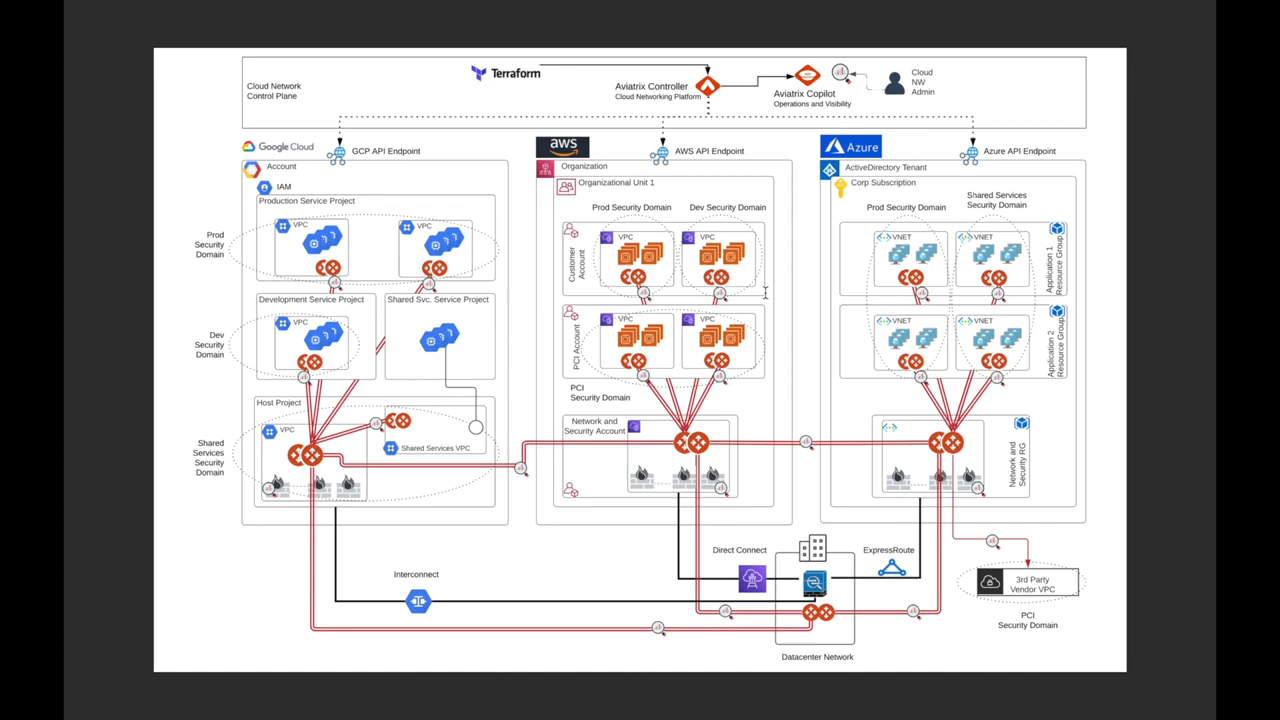 Terraform
Cloud Network
Control Plane
Aviatrix Controller
Cloud Networking Platform
Aviatrix Copilot
Operations and Visibility
Cloud
NW
Admin
Google Cloud
GCP API Endpoint
aws
AWS API Endpoint
Azure
Azure API Endpoint
Account
IAM
Production Service Project
Prod
Security
Domain
VPC
VPC
Development Service Project
Shared Svc. Service Project
Dev
Security
Domain
VPC
Host Project
Shared
Services
Security
Domain
VPC
Shared Services VPC
Organization
Organizational Unit 1
Prod Security Domain
Dev Security Domain
Customer
Account
VPC
VPC
PCI Account
VPC
VPC
PCI
Security Domain
Network and
Security Account
ActiveDirectory Tenant
Corp Subscription
Prod Security Domain
Shared Services
Security Domain
VNET
VNET
Application 1
Resource Group
VNET
VNET
Application 2
Resource Group
Network and
Security RG
Interconnect
Direct Connect
ExpressRoute
Datacenter Network
3rd Party
Vendor VPC
PCI
Security Domain